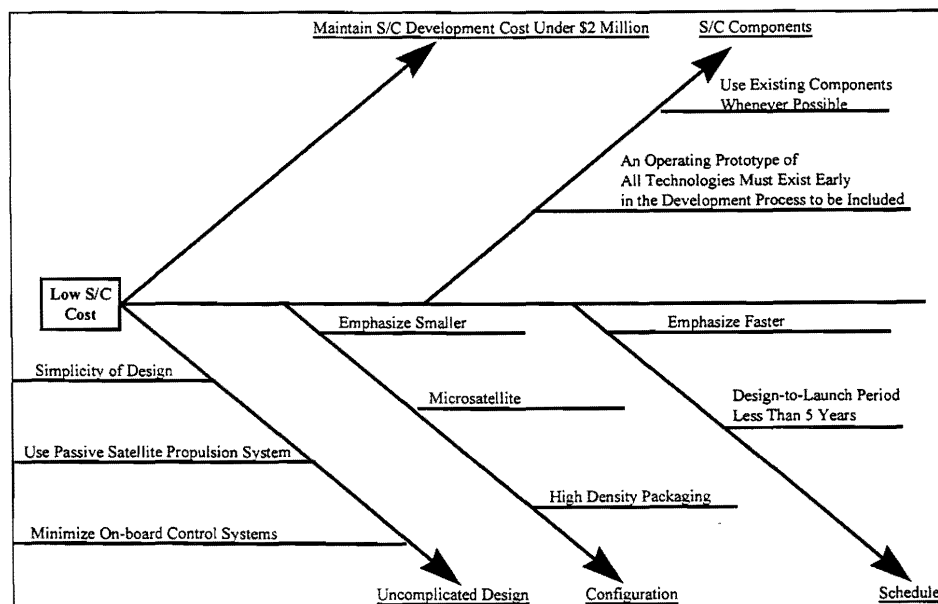 Maintain S/C Development Cost Under $2 Million
S/C Components
Use Existing Components
Whenever Possible
An Operating Prototype of
All Technologies Must Exist Early
in the Development Process to be Included
Low S/C
Cost
Emphasize Smaller
Emphasize Faster
Simplicity of Design
Microsatellite
Design-to-Launch Period
Less Than 5 Years
Use Passive Satellite Propulsion System
High Density Packaging
Minimize On-board Control Systems
Uncomplicated Design
Configuration
Schedule